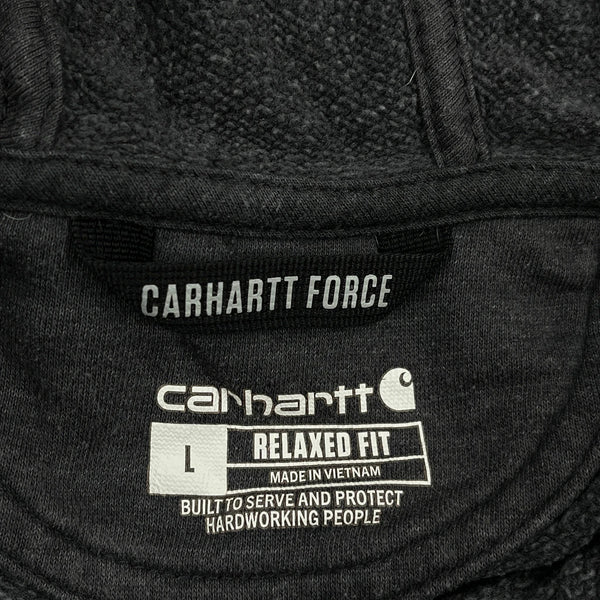 CARHARTT FORCE
carhartt
L RELAXED FIT
MADE IN VIETNAM
BUILT TO SERVE AND PROTECT
HARDWORKING PEOPLE